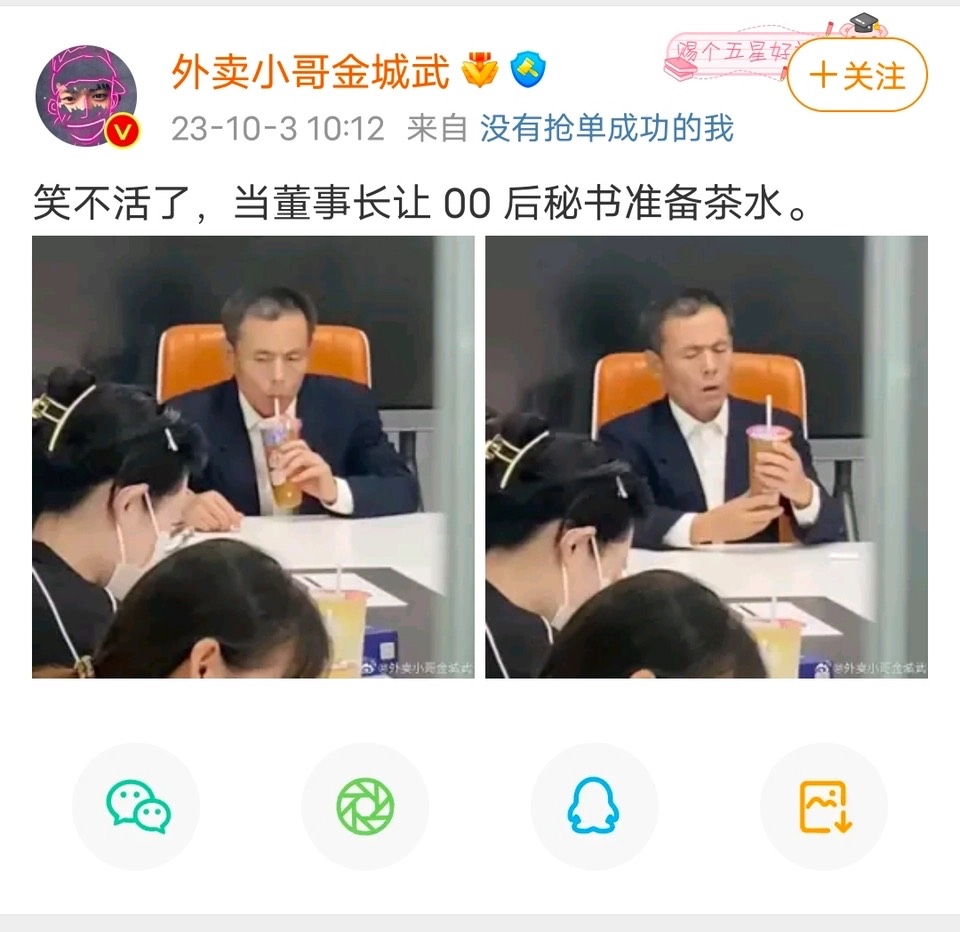 外卖小哥金城武
赐个五星好
+关注
23-10-3 10:12 来自 没有抢单成功的我
笑不活了，当董事长让 00 后秘书准备茶水。
@外卖小哥金城武
@外卖小哥金城武